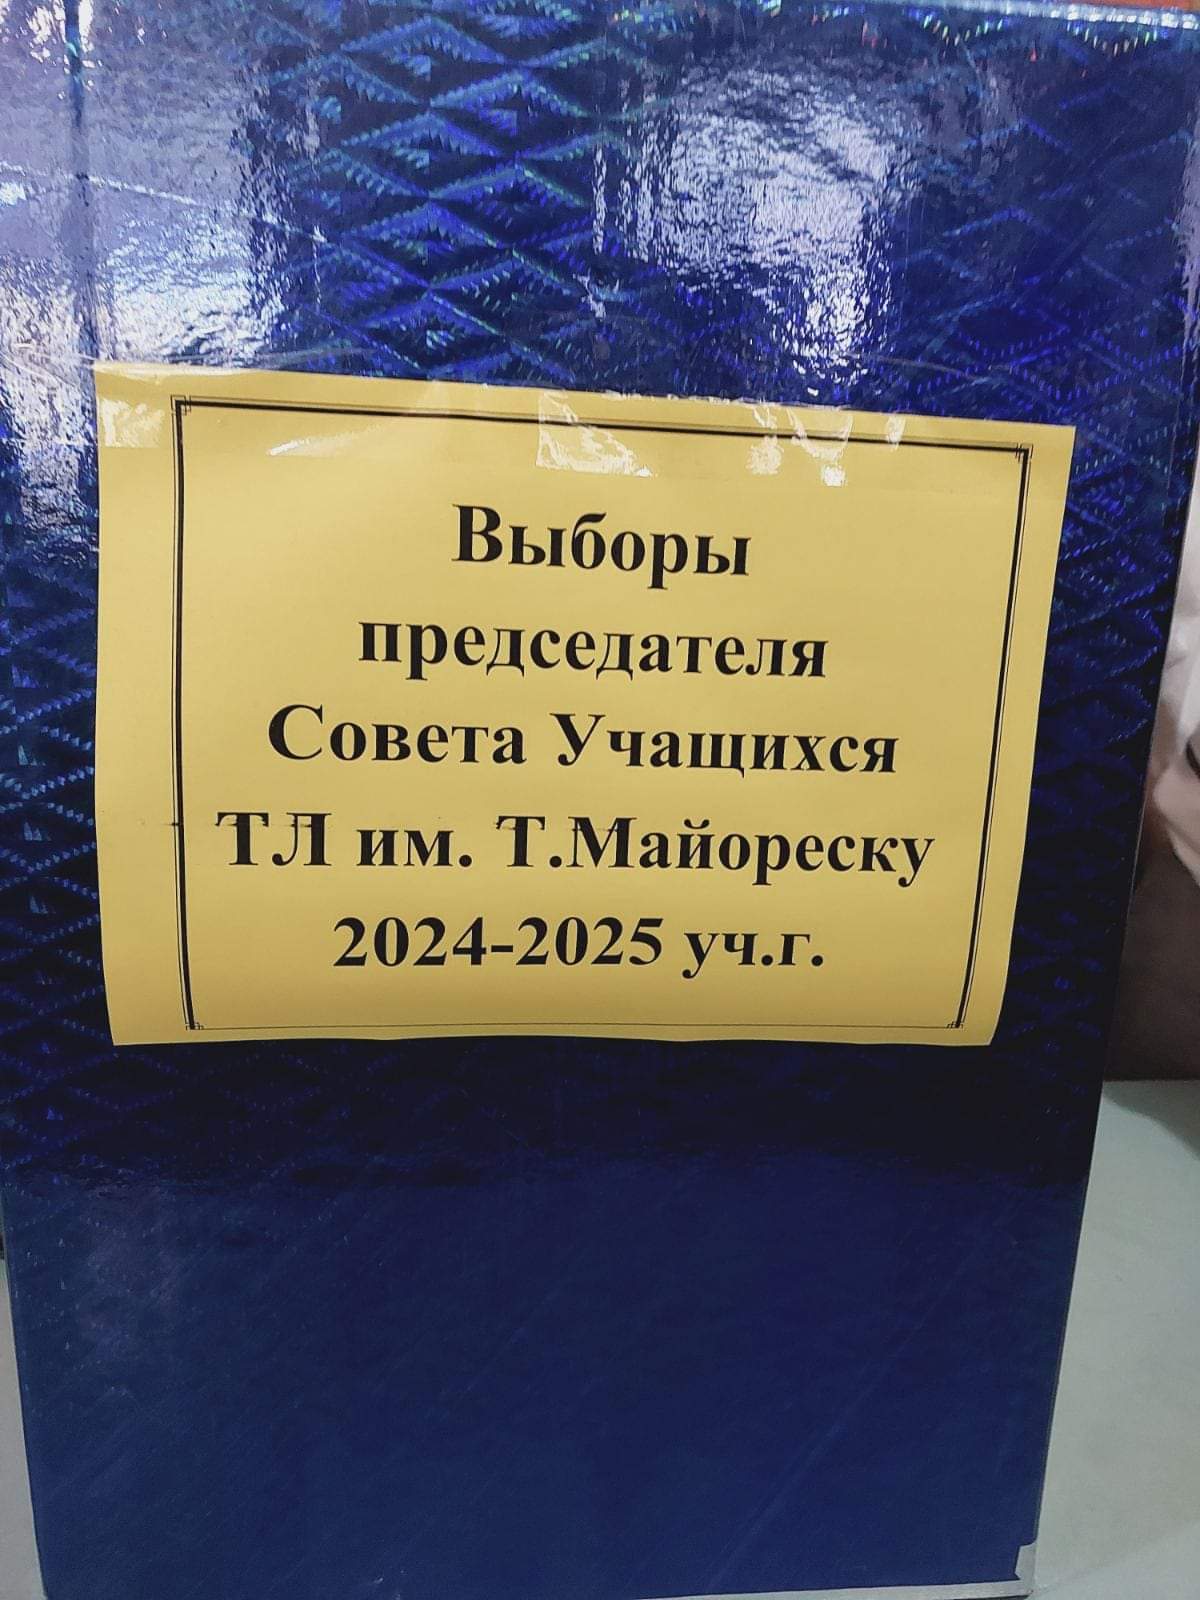 Выборы
председателя
Совета Учащихся
ТЛ им. Т.Майореску
2024-2025 уч.г.